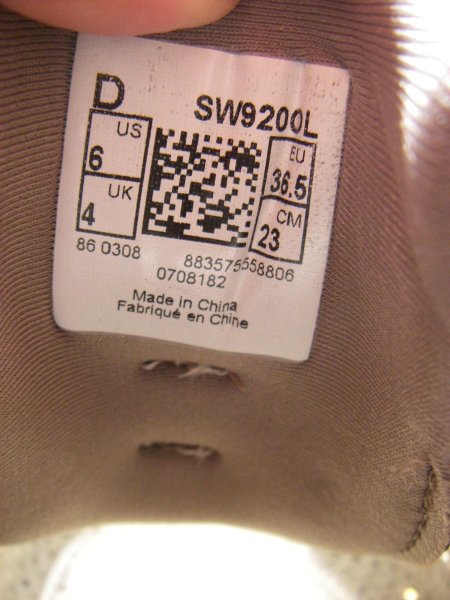 D SW9200L
US 6
EU 36.5
UK 4
CM 23
86 0308 883575558806
0708182
Made in China
Fabriqué en Chine